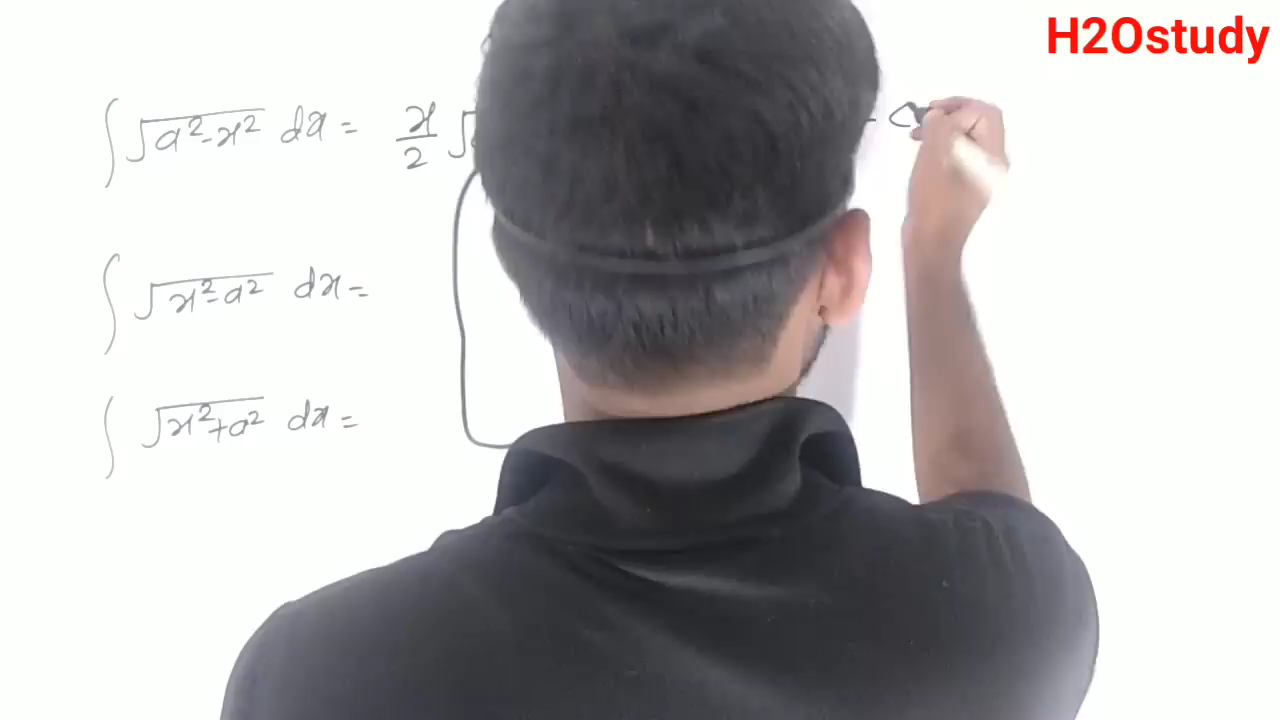 H2Ostudy
∫ √a²-x² dx = x/2 √
∫ √x²-a² dx =
∫ √x²+a² dx =